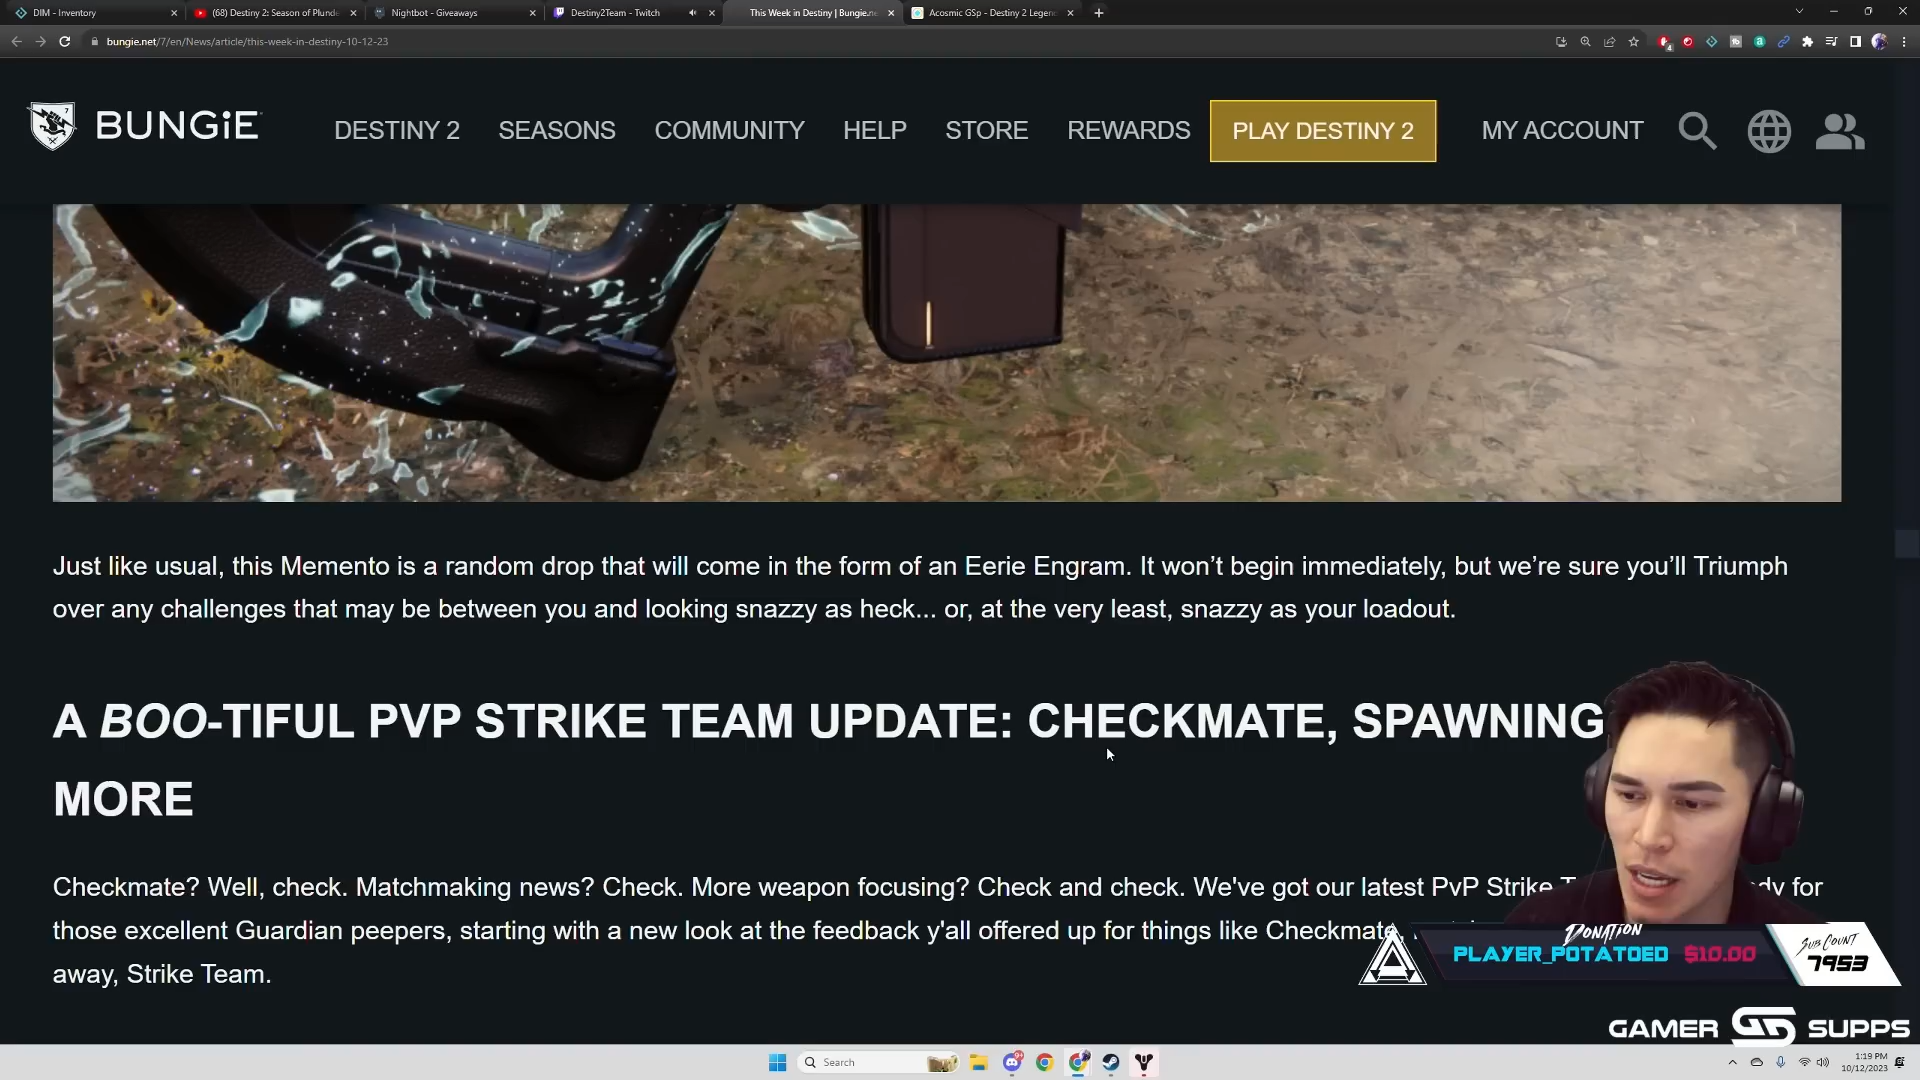 DIM - Inventory
(68) Destiny 2: Season of Plunde
Nightbot - Giveaways
Destiny2Team - Twitch
This Week in Destiny | Bungie.ne
Acosmic GSp - Destiny 2 Legen
bungie.net/7/en/News/article/this-week-in-destiny-10-12-23
BUNGiE
DESTINY 2
SEASONS
COMMUNITY
HELP
STORE
REWARDS
PLAY DESTINY 2
MY ACCOUNT
Just like usual, this Memento is a random drop that will come in the form of an Eerie Engram. It won’t begin immediately, but we’re sure you’ll Triumph
over any challenges that may be between you and looking snazzy as heck... or, at the very least, snazzy as your loadout.
A BOO-TIFUL PVP STRIKE TEAM UPDATE: CHECKMATE, SPAWNING
MORE
Checkmate? Well, check. Matchmaking news? Check. More weapon focusing? Check and check. We've got our latest PvP Strike for
those excellent Guardian peepers, starting with a new look at the feedback y'all offered up for things like Checkmate,
away, Strike Team.
DONATION
PLAYER_POTATOED $10.00
SUB COUNT
7953
GAMER GS SUPPS
Search
1:19 PM
10/12/2023